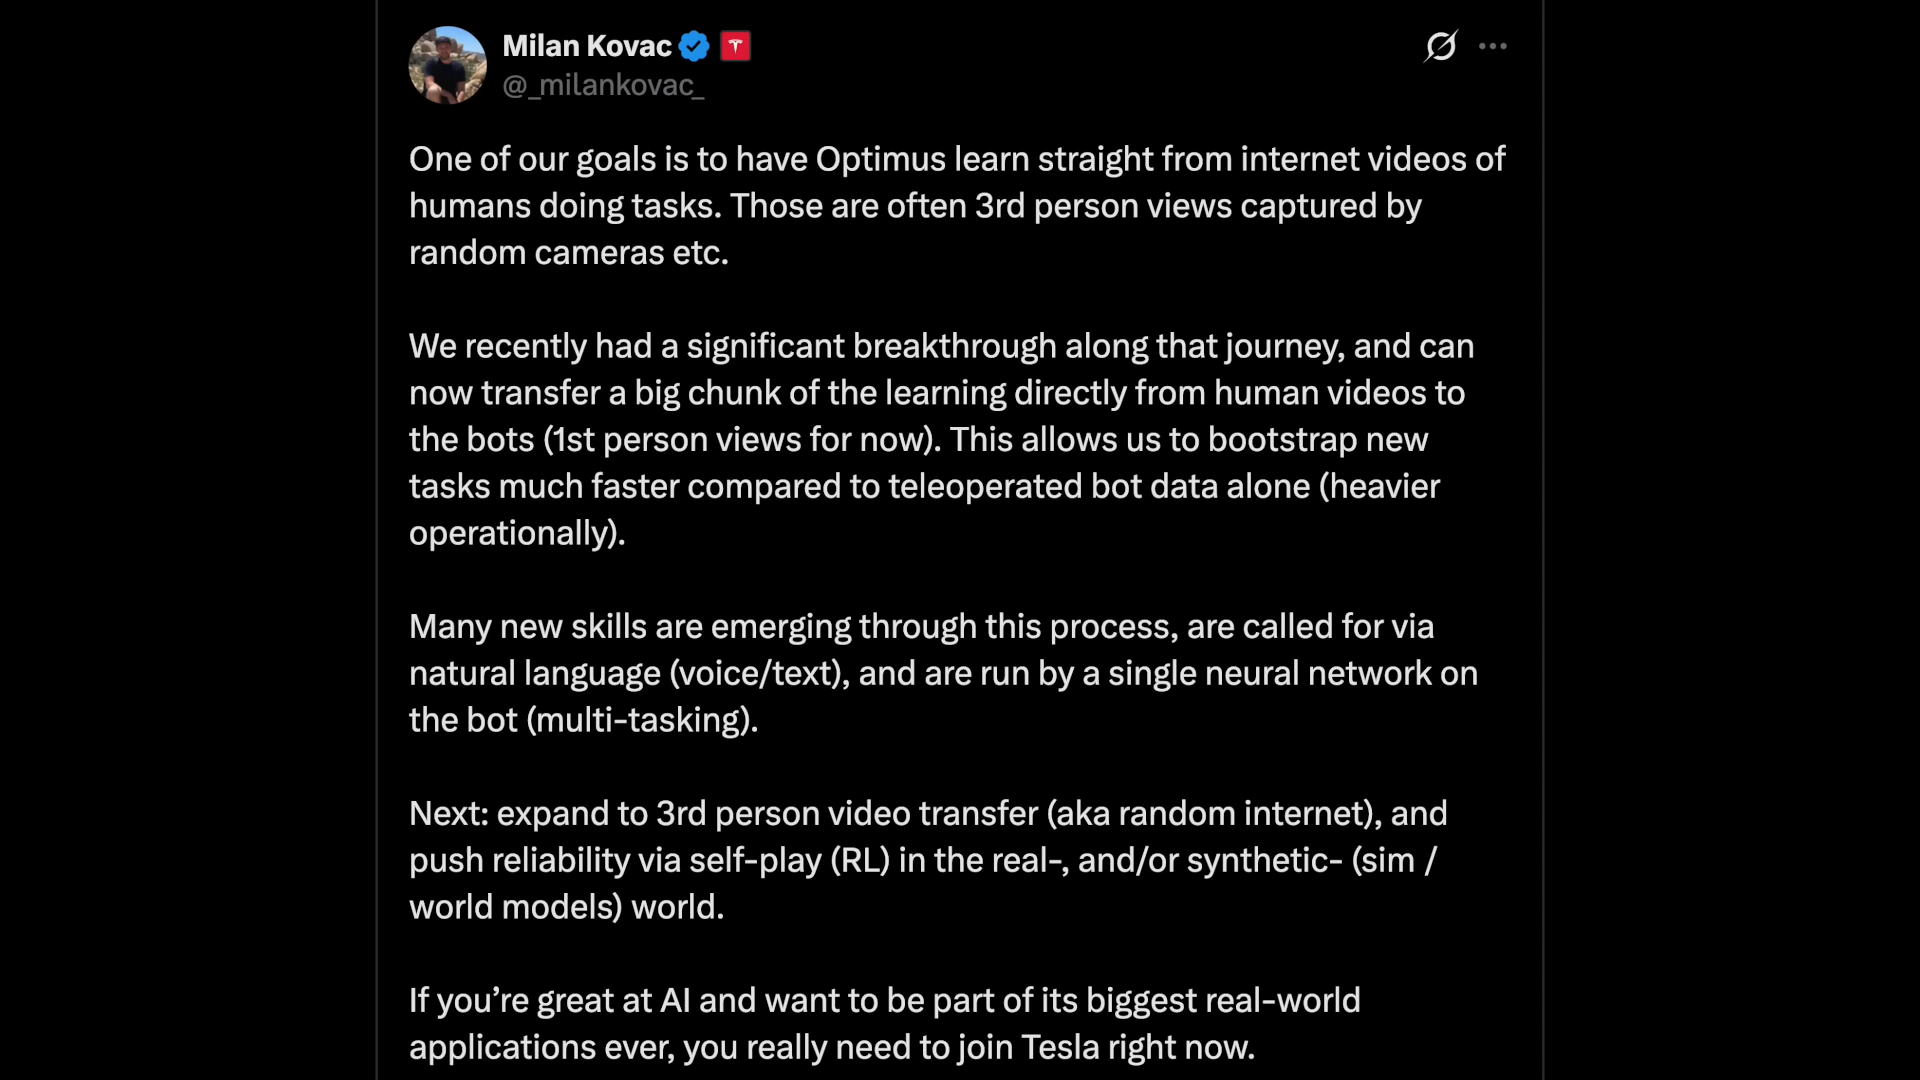 Milan Kovac
@_milankovac_
One of our goals is to have Optimus learn straight from internet videos of
humans doing tasks. Those are often 3rd person views captured by
random cameras etc.
We recently had a significant breakthrough along that journey, and can
now transfer a big chunk of the learning directly from human videos to
the bots (1st person views for now). This allows us to bootstrap new
tasks much faster compared to teleoperated bot data alone (heavier
operationally).
Many new skills are emerging through this process, are called for via
natural language (voice/text), and are run by a single neural network on
the bot (multi-tasking).
Next: expand to 3rd person video transfer (aka random internet), and
push reliability via self-play (RL) in the real-, and/or synthetic- (sim /
world models) world.
If you’re great at AI and want to be part of its biggest real-world
applications ever, you really need to join Tesla right now.